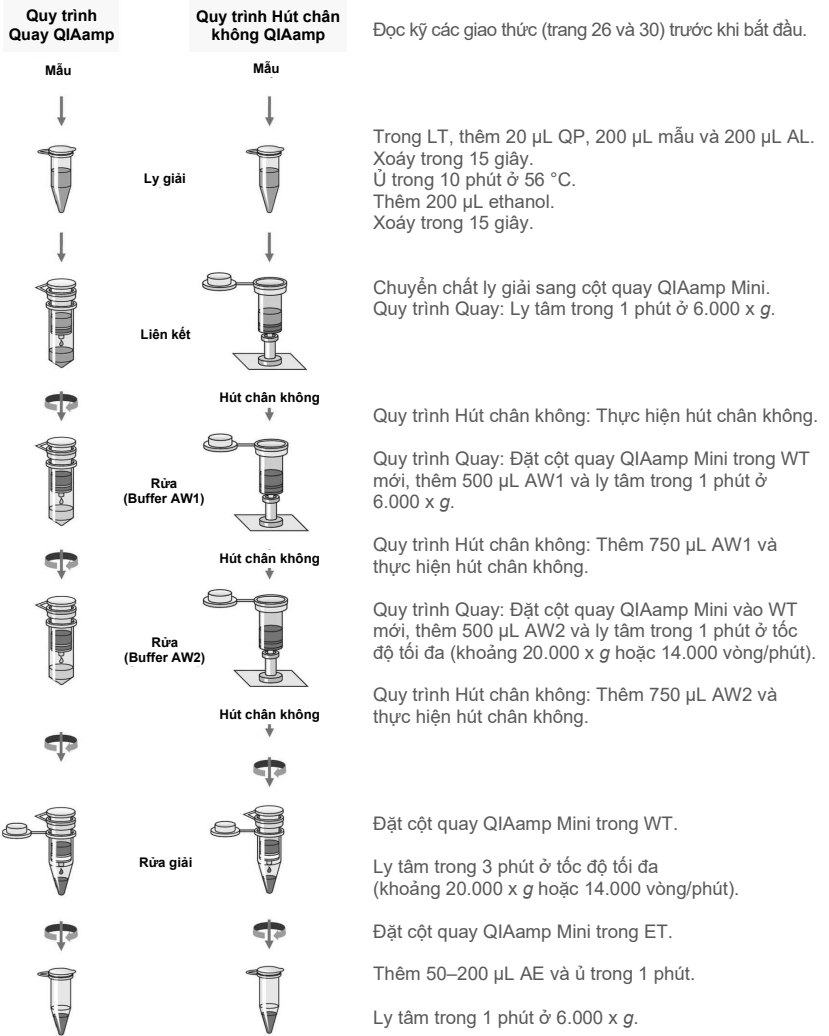 Quy trình
Quay QIAamp
Quy trình Hút chân
không QIAamp
Đọc kỹ các giao thức (trang 26 và 30) trước khi bắt đầu.
Mẫu
Mẫu
Ly giải
Trong LT, thêm 20 µL QP, 200 µL mẫu và 200 µL AL.
Xoáy trong 15 giây.
Ủ trong 10 phút ở 56 °C.
Thêm 200 µL ethanol.
Xoáy trong 15 giây.
Liên kết
Chuyển chất ly giải sang cột quay QIAamp Mini.
Quy trình Quay: Ly tâm trong 1 phút ở 6.000 x g.
Hút chân không
Quy trình Hút chân không: Thực hiện hút chân không.
Rửa
(Buffer AW1)
Quy trình Quay: Đặt cột quay QIAamp Mini trong WT
mới, thêm 500 µL AW1 và ly tâm trong 1 phút ở
6.000 x g.
Hút chân không
Quy trình Hút chân không: Thêm 750 µL AW1 và
thực hiện hút chân không.
Rửa
(Buffer AW2)
Quy trình Quay: Đặt cột quay QIAamp Mini vào WT
mới, thêm 500 µL AW2 và ly tâm trong 1 phút ở tốc
độ tối đa (khoảng 20.000 x g hoặc 14.000 vòng/phút).
Hút chân không
Quy trình Hút chân không: Thêm 750 µL AW2 và
thực hiện hút chân không.
Rửa giải
Đặt cột quay QIAamp Mini trong WT.
Ly tâm trong 3 phút ở tốc độ tối đa
(khoảng 20.000 x g hoặc 14.000 vòng/phút).
Đặt cột quay QIAamp Mini trong ET.
Thêm 50–200 µL AE và ủ trong 1 phút.
Ly tâm trong 1 phút ở 6.000 x g.